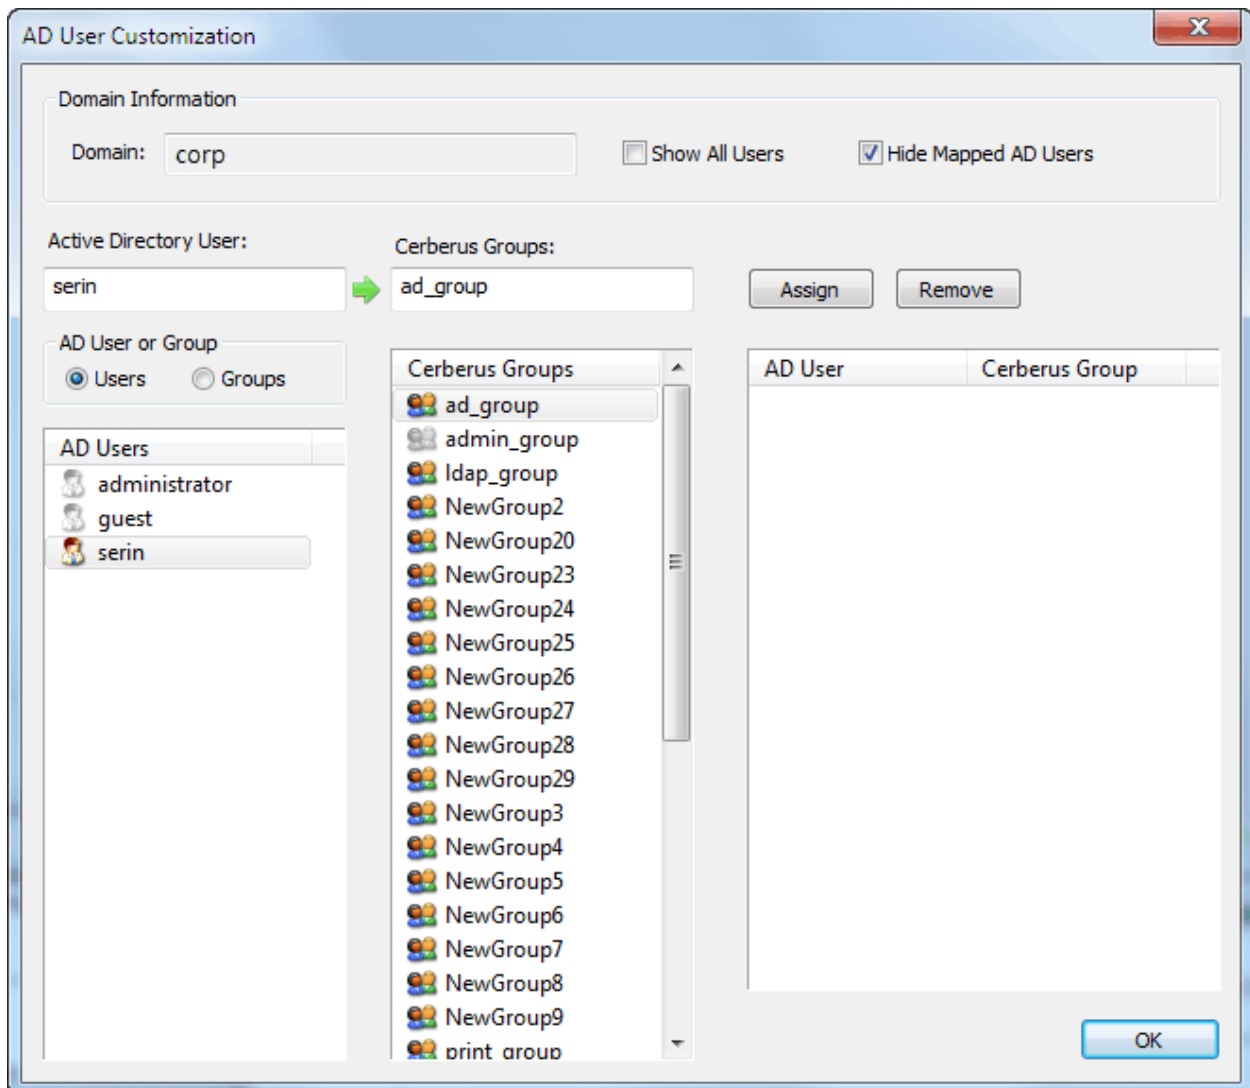 AD User Customization
Domain Information
Domain: corp Show All Users Hide Mapped AD Users
Active Directory User: Cerberus Groups:
serin ad_group Assign Remove
AD User or Group
Users Groups
AD Users
administrator
guest
serin
Cerberus Groups
ad_group
admin_group
ldap_group
NewGroup2
NewGroup20
NewGroup23
NewGroup24
NewGroup25
NewGroup26
NewGroup27
NewGroup28
NewGroup29
NewGroup3
NewGroup4
NewGroup5
NewGroup6
NewGroup7
NewGroup8
NewGroup9
print_group
AD User Cerberus Group
OK